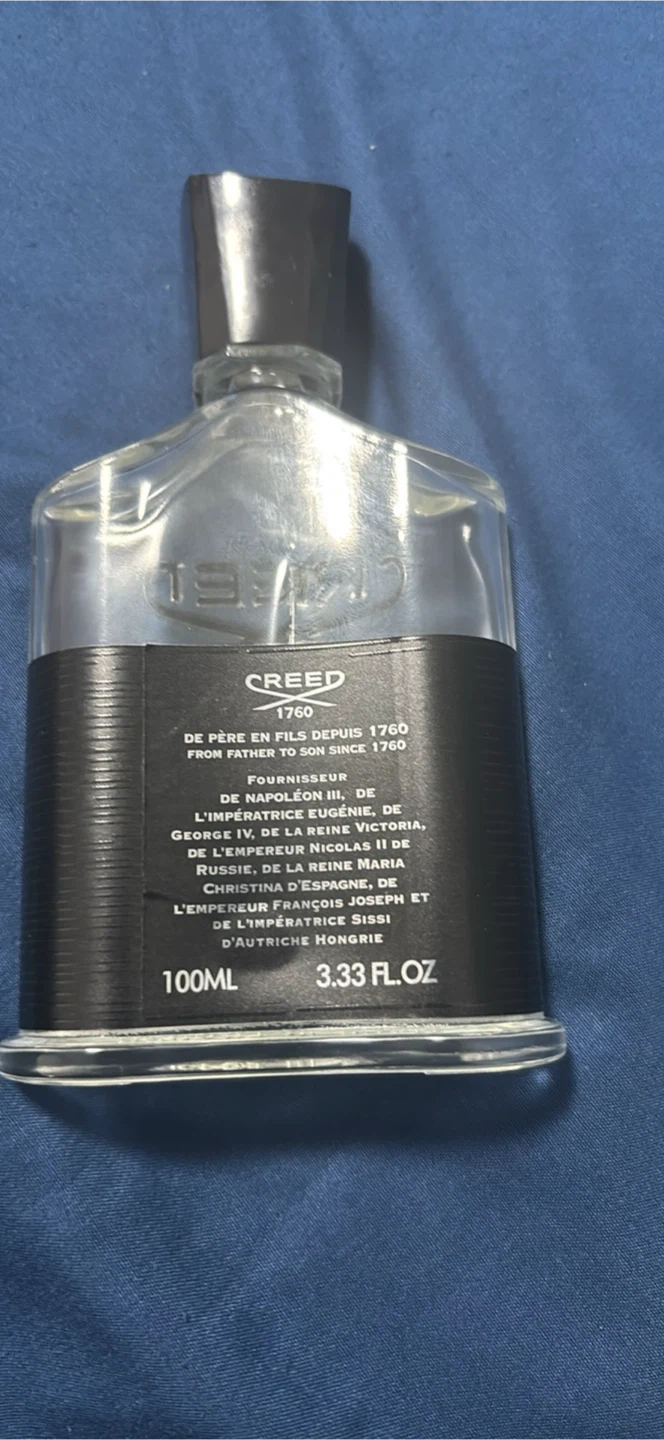 CREED
1760
DE PÈRE EN FILS DEPUIS 1760
FROM FATHER TO SON SINCE 1760
FOURNISSEUR
DE NAPOLÉON III, DE
L'IMPÉRATRICE EUGÉNIE, DE
GEORGE IV, DE LA REINE VICTORIA,
DE L'EMPEREUR NICOLAS II DE
RUSSIE, DE LA REINE MARIA
CHRISTINA D'ESPAGNE, DE
L'EMPEREUR FRANÇOIS JOSEPH ET
DE L'IMPÉRATRICE SISSI
D'AUTRICHE HONGRIE
100ML 3.33 FL.OZ